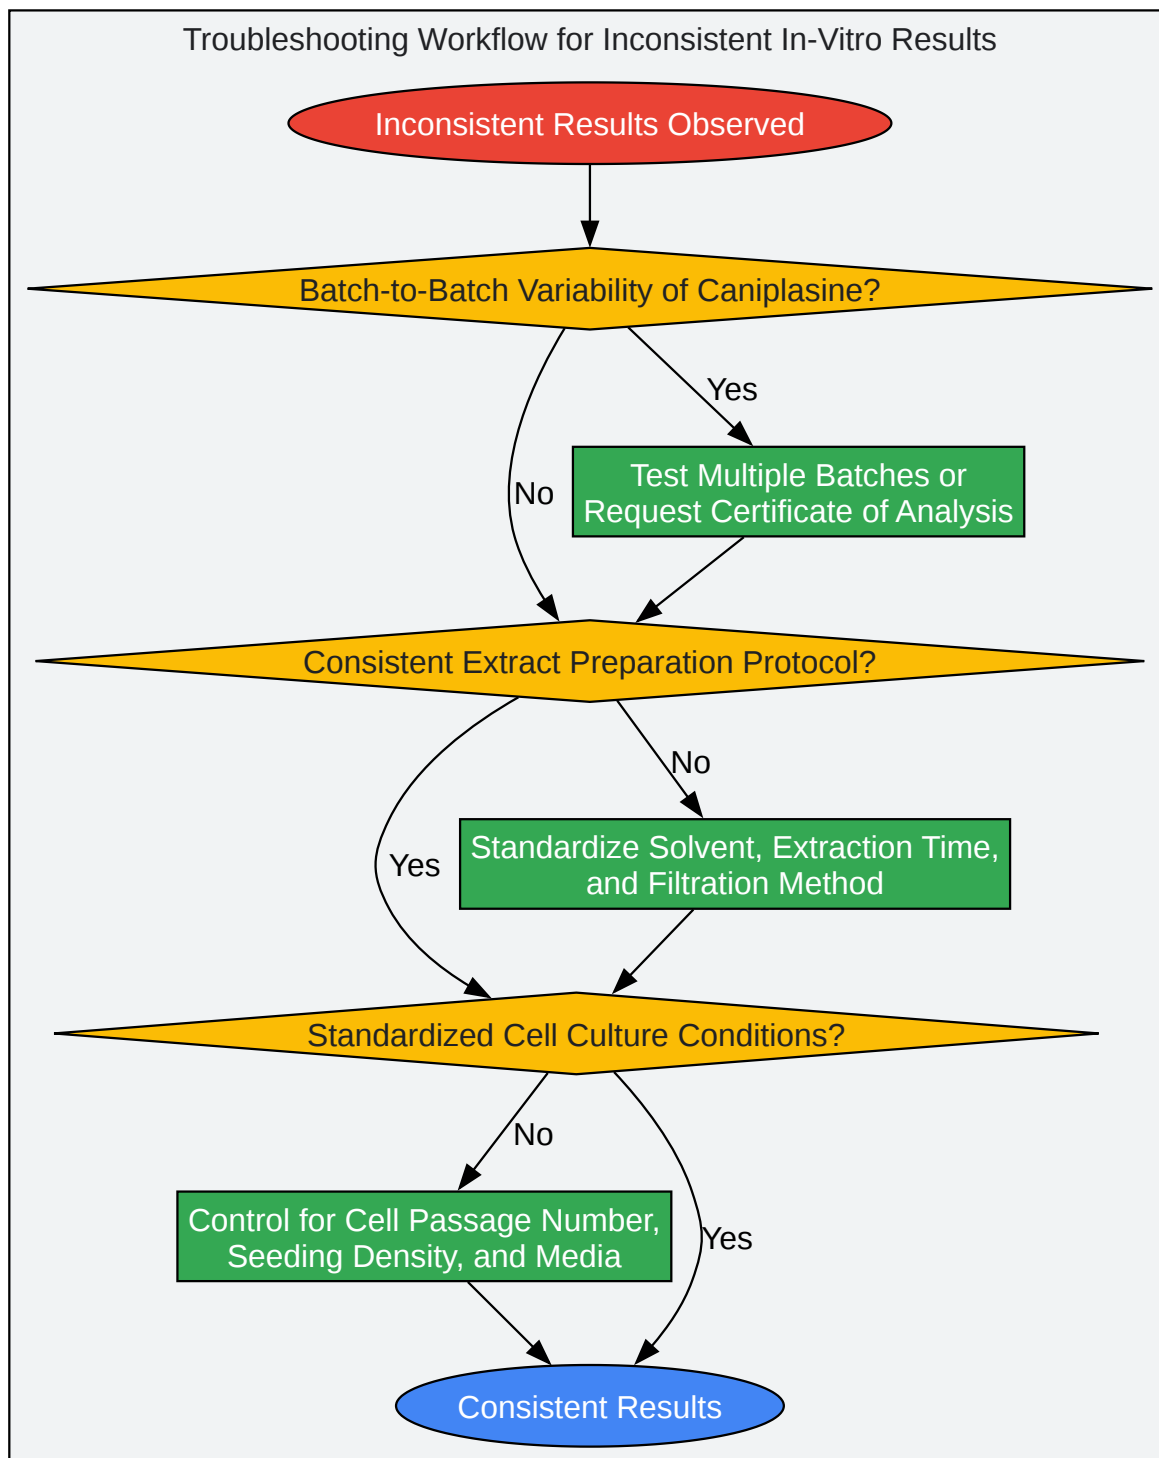 Troubleshooting Workflow for Inconsistent In-Vitro Results
Inconsistent Results Observed
Batch-to-Batch Variability of Caniplasine?
Yes
Test Multiple Batches or
Request Certificate of Analysis
No
Consistent Extract Preparation Protocol?
No
Standardize Solvent, Extraction Time,
and Filtration Method
Yes
Standardized Cell Culture Conditions?
No
Control for Cell Passage Number,
Seeding Density, and Media
Yes
Consistent Results